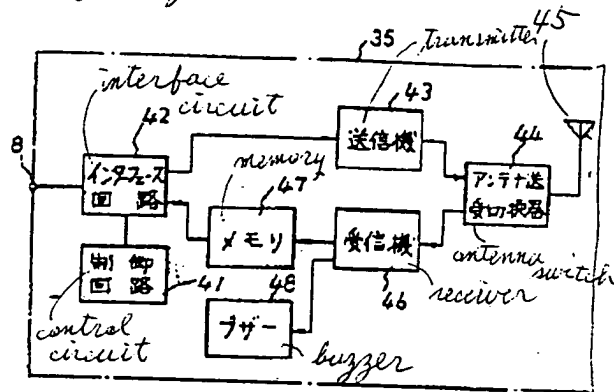 45
35
transmitter
interface
circuit
43
42
送信機
44
8
インタフェース
回路
memory
47
アンテナ送
受切換器
メモリ
受信機
antenna
switch
制御
回路
41
48
46
receiver
control
circuit
ブザー
buzzer